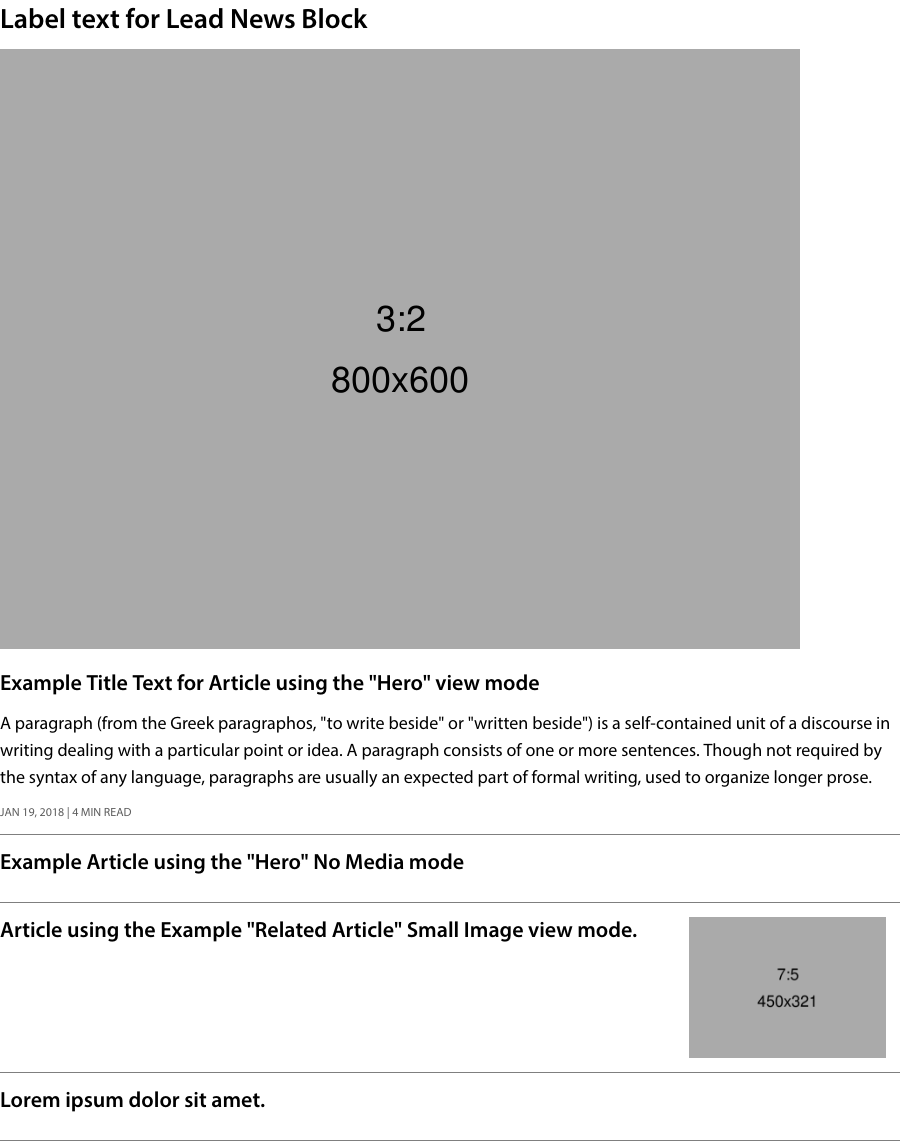 Label text for Lead News Block
3:2
800x600
Example Title Text for Article using the "Hero" view mode
A paragraph (from the Greek paragraphos, "to write beside" or "written beside") is a self-contained unit of a discourse in
writing dealing with a particular point or idea. A paragraph consists of one or more sentences. Though not required by
the syntax of any language, paragraphs are usually an expected part of formal writing, used to organize longer prose.
JAN 19, 2018 | 4 MIN READ
Example Article using the "Hero" No Media mode
Article using the Example "Related Article" Small Image view mode.
7:5
450x321
Lorem ipsum dolor sit amet.